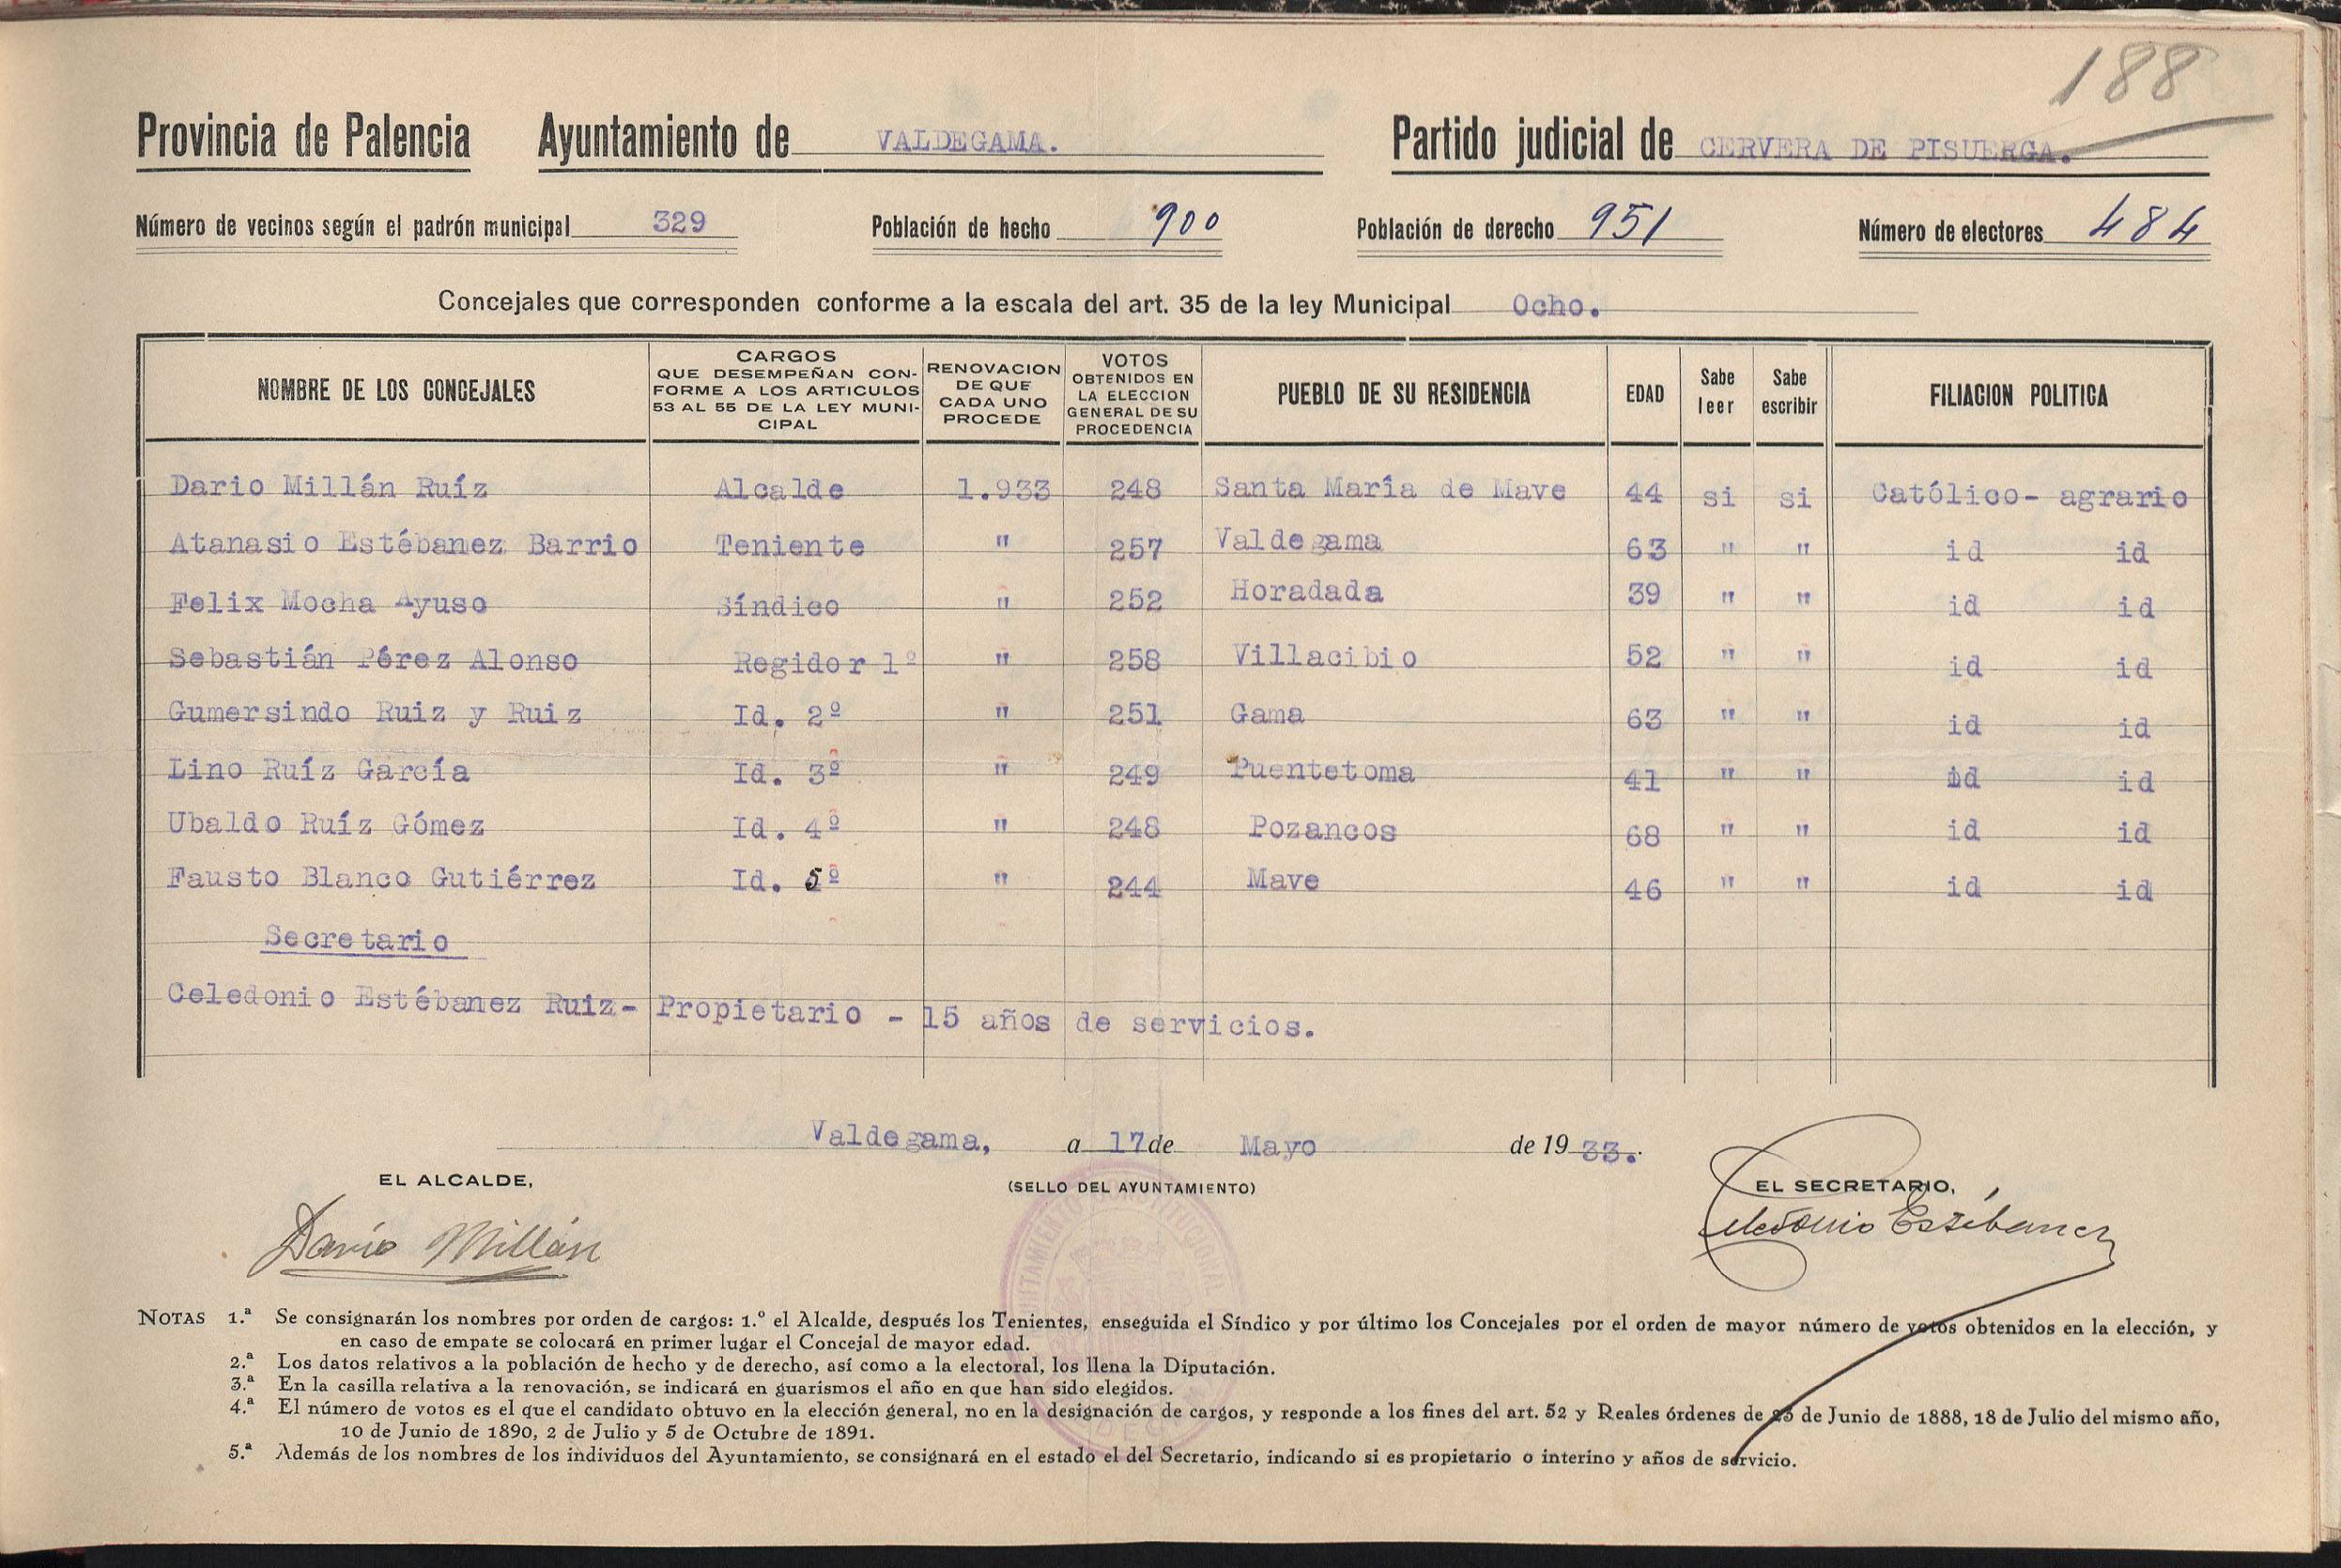 188
Provincia de Palencia Ayuntamiento de VALDEGAMA. Partido judicial de CERVERA DE PISUERGA.
Número de vecinos según el padrón municipal 329 Población de hecho 900 Población de derecho 951 Número de electores 484
Concejales que corresponden conforme a la escala del art. 35 de la ley Municipal Ocho.
NOMBRE DE LOS CONCEJALES
CARGOS
QUE DESEMPEÑAN CON-
FORME A LOS ARTICULOS
53 AL 55 DE LA LEY MUNI-
CIPAL
RENOVACION
DE QUE
CADA UNO
PROCEDE
VOTOS
OBTENIDOS EN
LA ELECCION
GENERAL DE SU
PROCEDENCIA
PUEBLO DE SU RESIDENCIA
EDAD
Sabe
leer
Sabe
escribir
FILIACION POLITICA
Dario Millán Ruíz Alcalde 1.933 248 Santa María de Mave 44 si si Católico- agrario
Atanasio Estébanez Barrio Teniente " 257 Valdegama 63 " " id id
Felix Mocha Ayuso Síndico " 252 Horadada 39 " " id id
Sebastián Pérez Alonso Regidor 1º " 258 Villacibio 52 " " id id
Gumersindo Ruiz y Ruiz Id. 2º " 251 Gama 63 " " id id
Lino Ruíz García Id. 3º " 249 Puentetoma 41 " " id id
Ubaldo Ruíz Gómez Id. 4º " 248 Pozancos 68 " " id id
Fausto Blanco Gutiérrez Id. 5º " 244 Mave 46 " " id id
Secretario
Celedonio Estébanez Ruiz- Propietario - 15 años de servicios.
Valdegama, a 17 de Mayo de 1933.
EL ALCALDE, (SELLO DEL AYUNTAMIENTO) EL SECRETARIO,
Darío Millán Celedonio Estébanez
NOTAS 1.ª Se consignarán los nombres por orden de cargos: 1.º el Alcalde, después los Tenientes, enseguida el Síndico y por último los Concejales por el orden de mayor número de votos obtenidos en la elección, y
en caso de empate se colocará en primer lugar el Concejal de mayor edad.
2.ª Los datos relativos a la población de hecho y de derecho, así como a la electoral, los llena la Diputación.
3.ª En la casilla relativa a la renovación, se indicará en guarismos el año en que han sido elegidos.
4.ª El número de votos es el que el candidato obtuvo en la elección general, no en la designación de cargos, y responde a los fines del art. 52 y Reales órdenes de 25 de Junio de 1888, 18 de Julio del mismo año,
10 de Junio de 1890, 2 de Julio y 5 de Octubre de 1891.
5.ª Además de los nombres de los individuos del Ayuntamiento, se consignará en el estado el del Secretario, indicando si es propietario o interino y años de servicio.